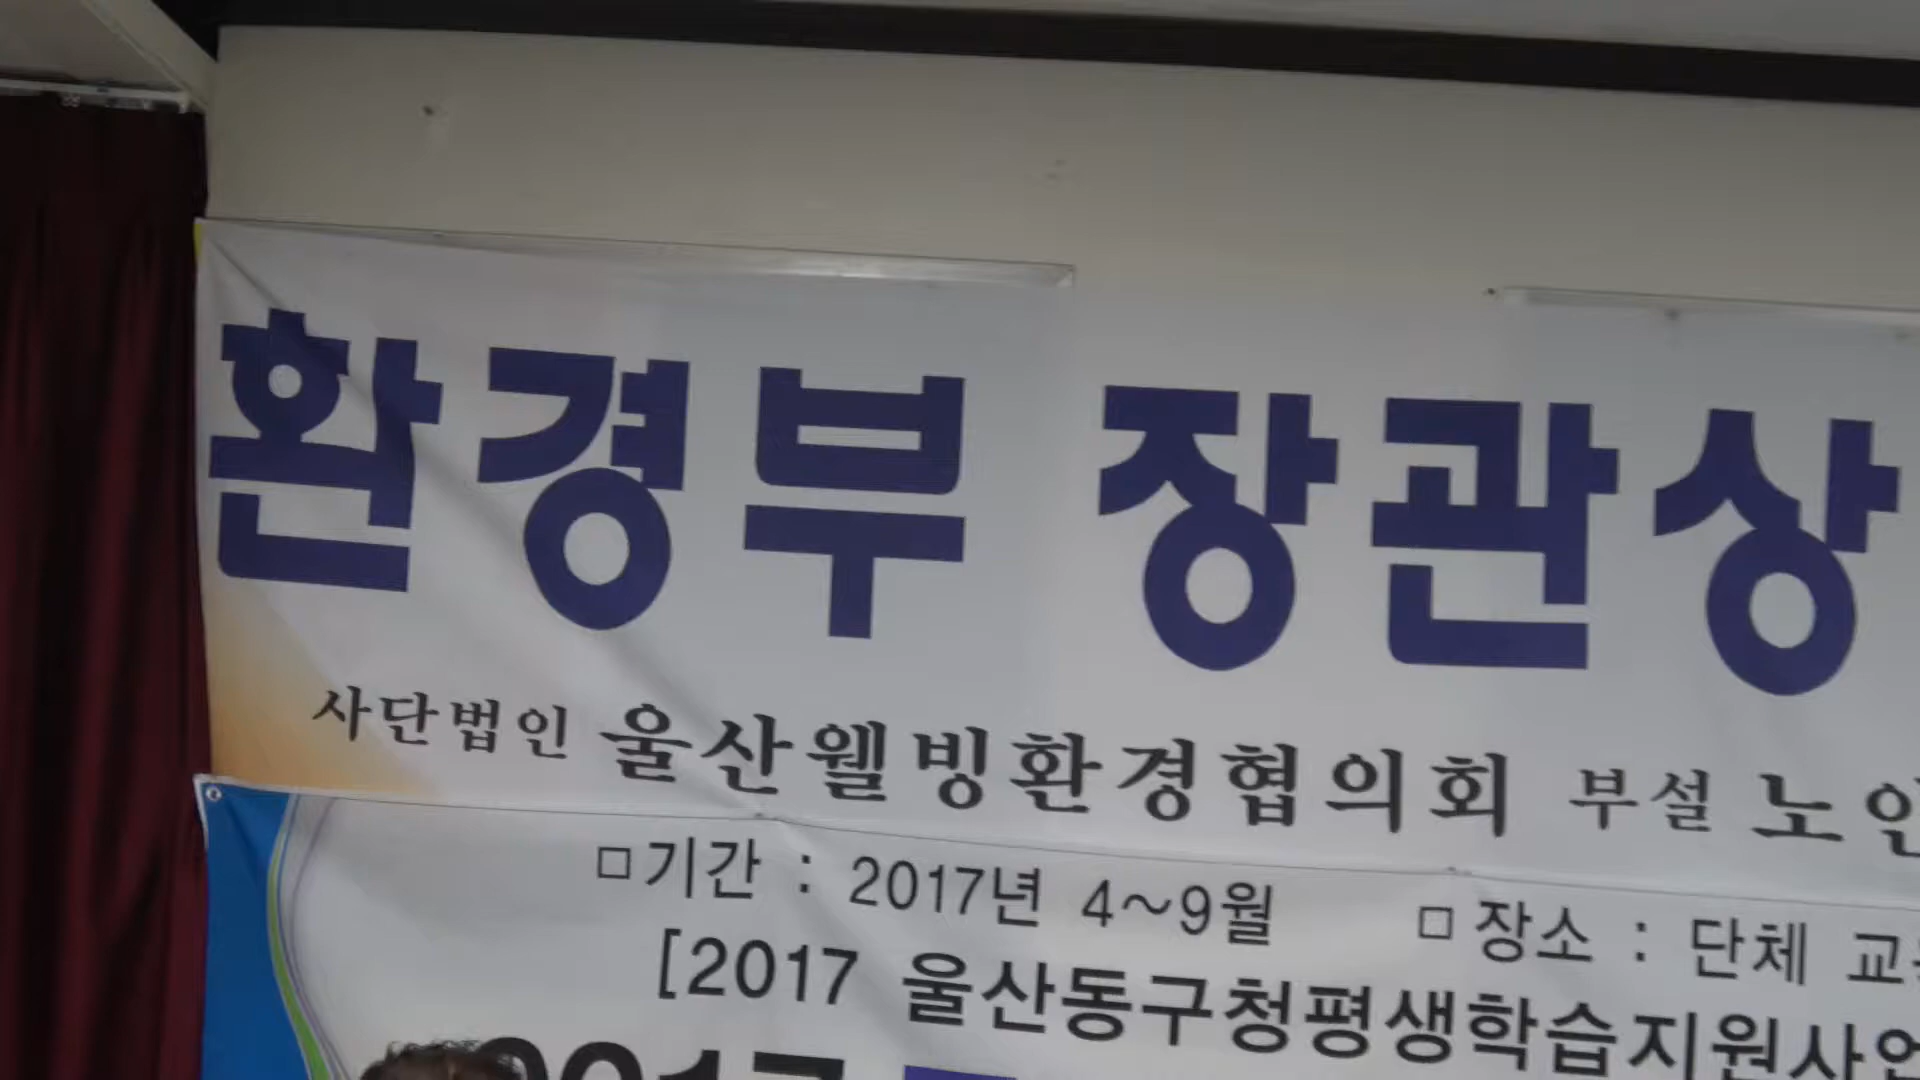 환경부 장관상
사단법인 울산웰빙환경협의회 부설
□기간 : 2017년 4~9월 □장소 : 단체
[2017 울산동구청평생학습지원사업
2017